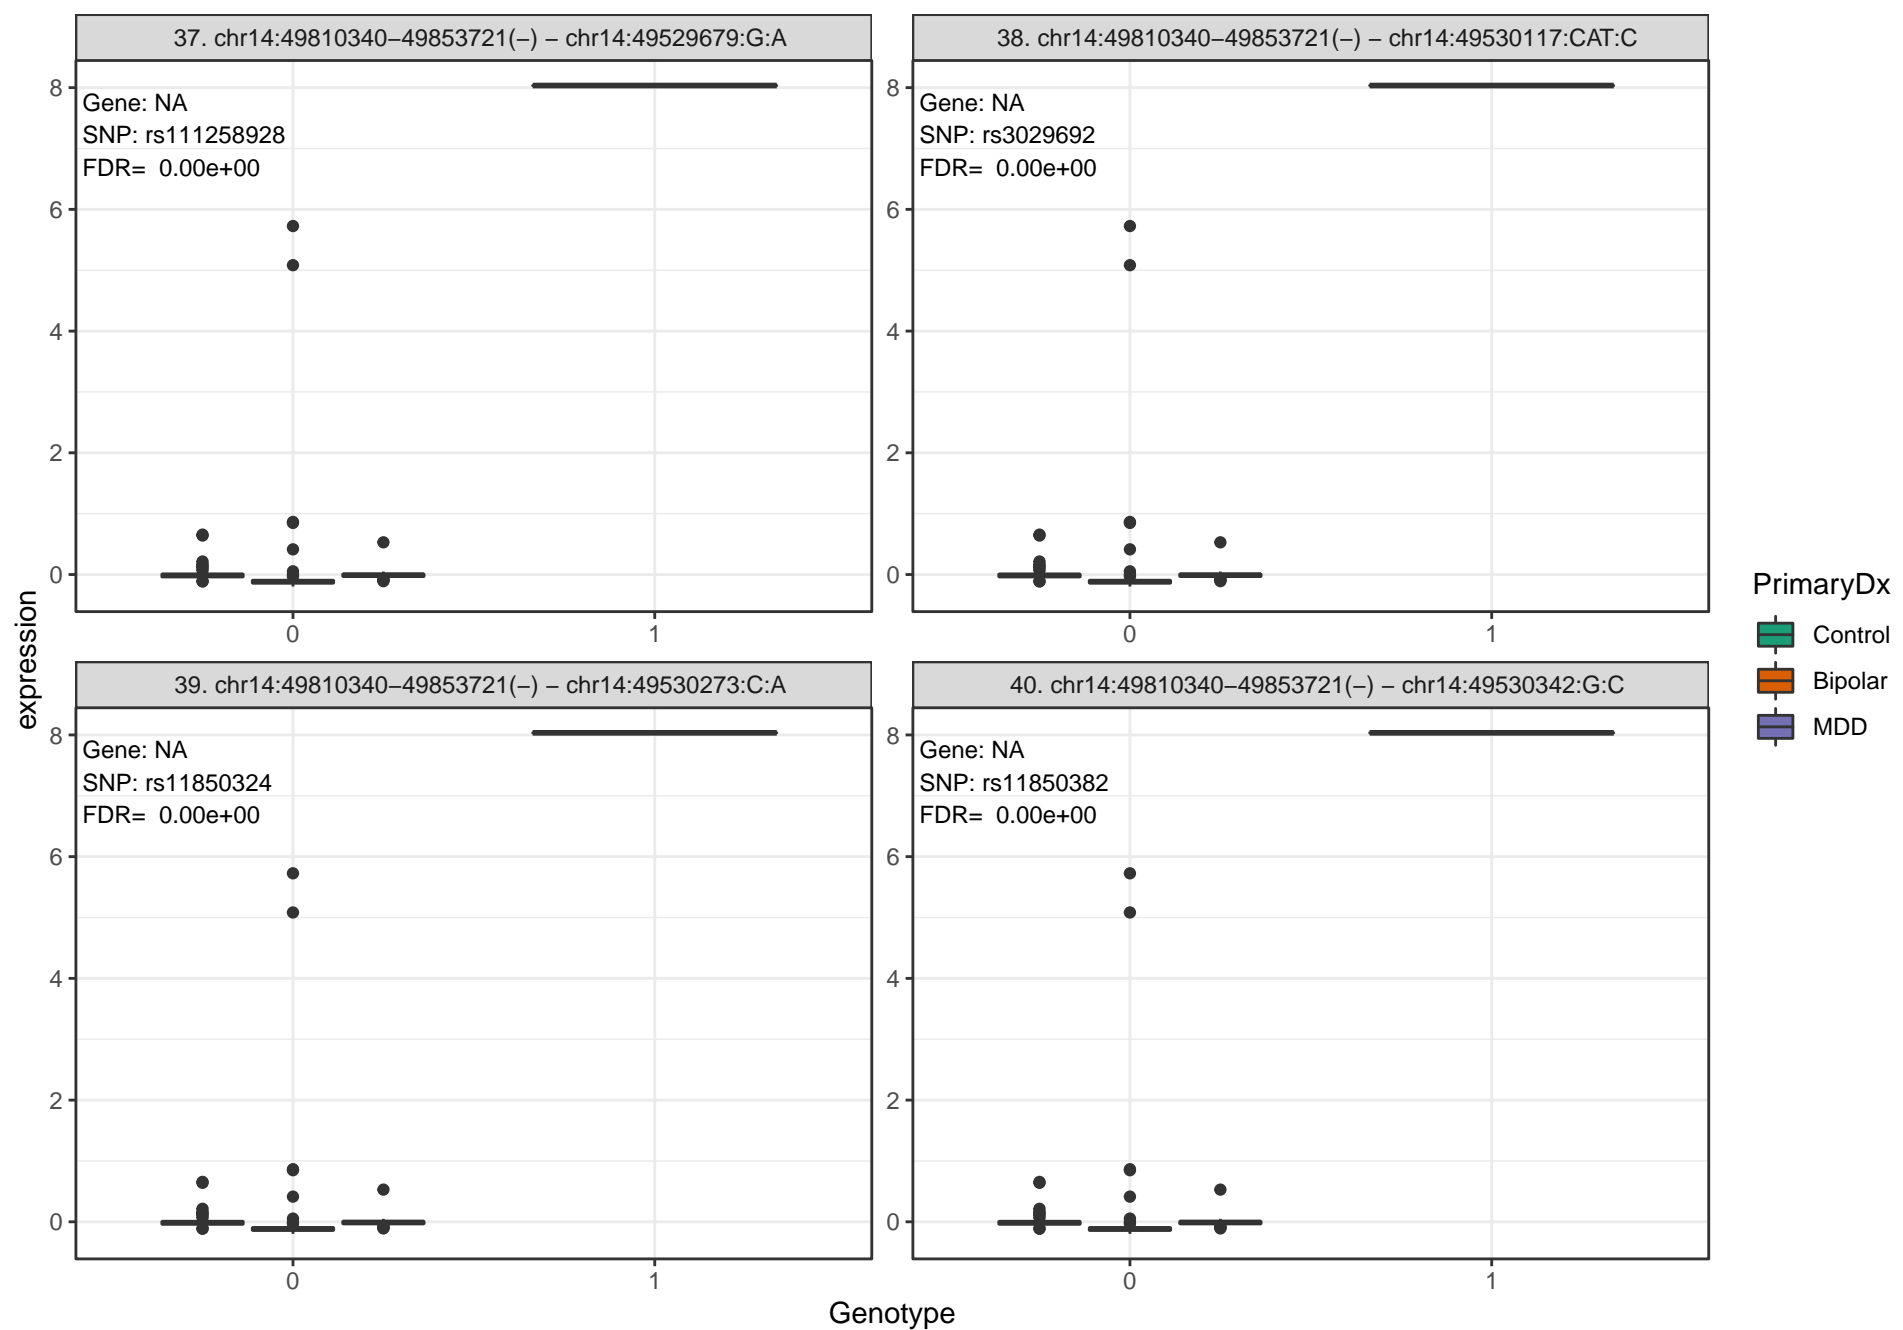 37. chr14:49810340−49853721(−) − chr14:49529679:G:A
8
6
4
2
0
Gene: NA
SNP: rs111258928
FDR= 0.00e+00
0
1
38. chr14:49810340−49853721(−) − chr14:49530117:CAT:C
8
6
4
2
0
Gene: NA
SNP: rs3029692
FDR= 0.00e+00
0
1
39. chr14:49810340−49853721(−) − chr14:49530273:C:A
8
6
4
2
0
Gene: NA
SNP: rs11850324
FDR= 0.00e+00
0
1
40. chr14:49810340−49853721(−) − chr14:49530342:G:C
8
6
4
2
0
Gene: NA
SNP: rs11850382
FDR= 0.00e+00
0
1
expression
Genotype
PrimaryDx
Control
Bipolar
MDD